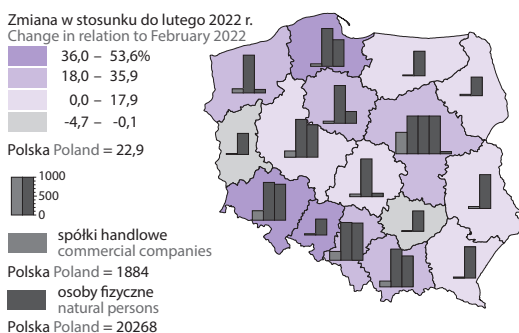 Zmiana w stosunku do lutego 2022 r.
Change in relation to February 2022
36,0 – 53,6%
18,0 – 35,9
0,0 – 17,9
-4,7 – -0,1
Polska Poland = 22,9
1000
500
0
spółki handlowe
commercial companies
Polska Poland = 1884
osoby fizyczne
natural persons
Polska Poland = 20268